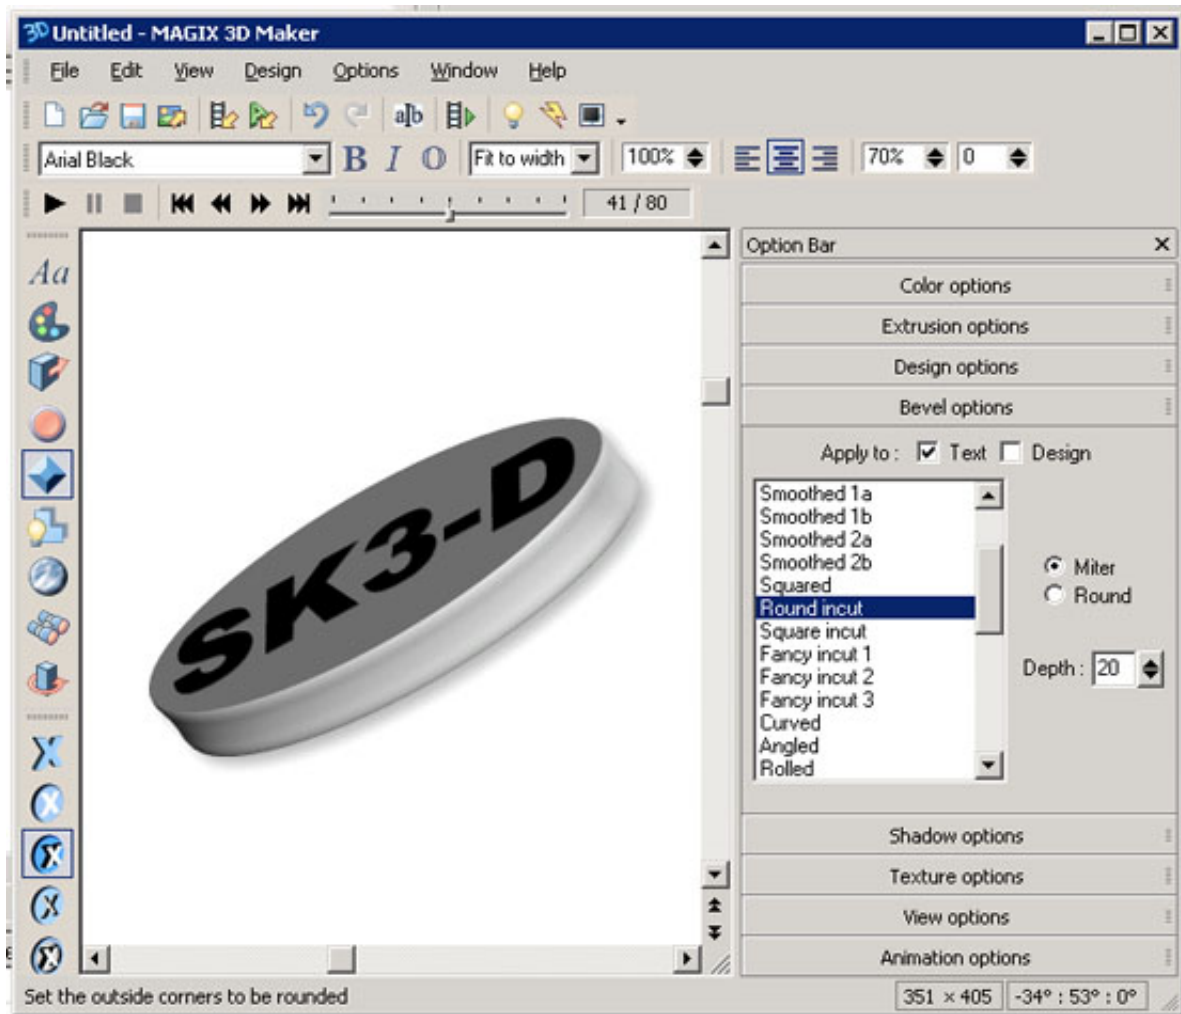 Untitled - MAGIX 3D Maker
File Edit View Design Options Window Help
a|b
Arial Black B I O Fit to width 100% 70% 0
41 / 80
Aa
Option Bar
Color options
Extrusion options
Design options
Bevel options
Apply to : Text Design
Smoothed 1a
Smoothed 1b
Smoothed 2a
Smoothed 2b
Squared
Round incut
Square incut
Fancy incut 1
Fancy incut 2
Fancy incut 3
Curved
Angled
Rolled
Miter
Round
Depth : 20
SK3-D
Shadow options
Texture options
View options
Animation options
Set the outside corners to be rounded
351 × 405 -34° : 53° : 0°